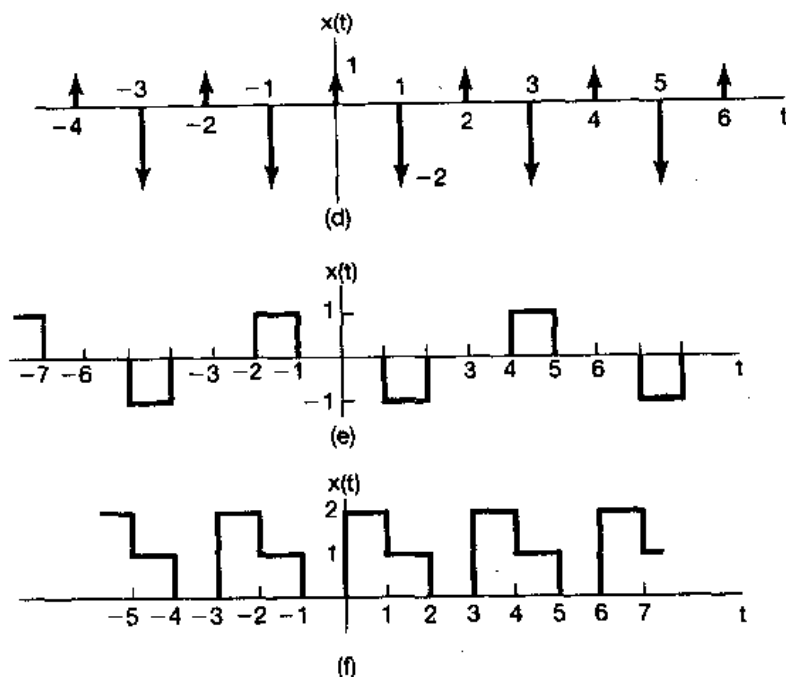 x(t)
1
-3 -1 1 3 5
-4 -2 2 4 6 t
-2
(d)
x(t)
1
-7 -6 -3 -2 -1 3 4 5 6 t
-1
(e)
x(t)
2
1
-5 -4 -3 -2 -1 1 2 3 4 5 6 7 t
(f)